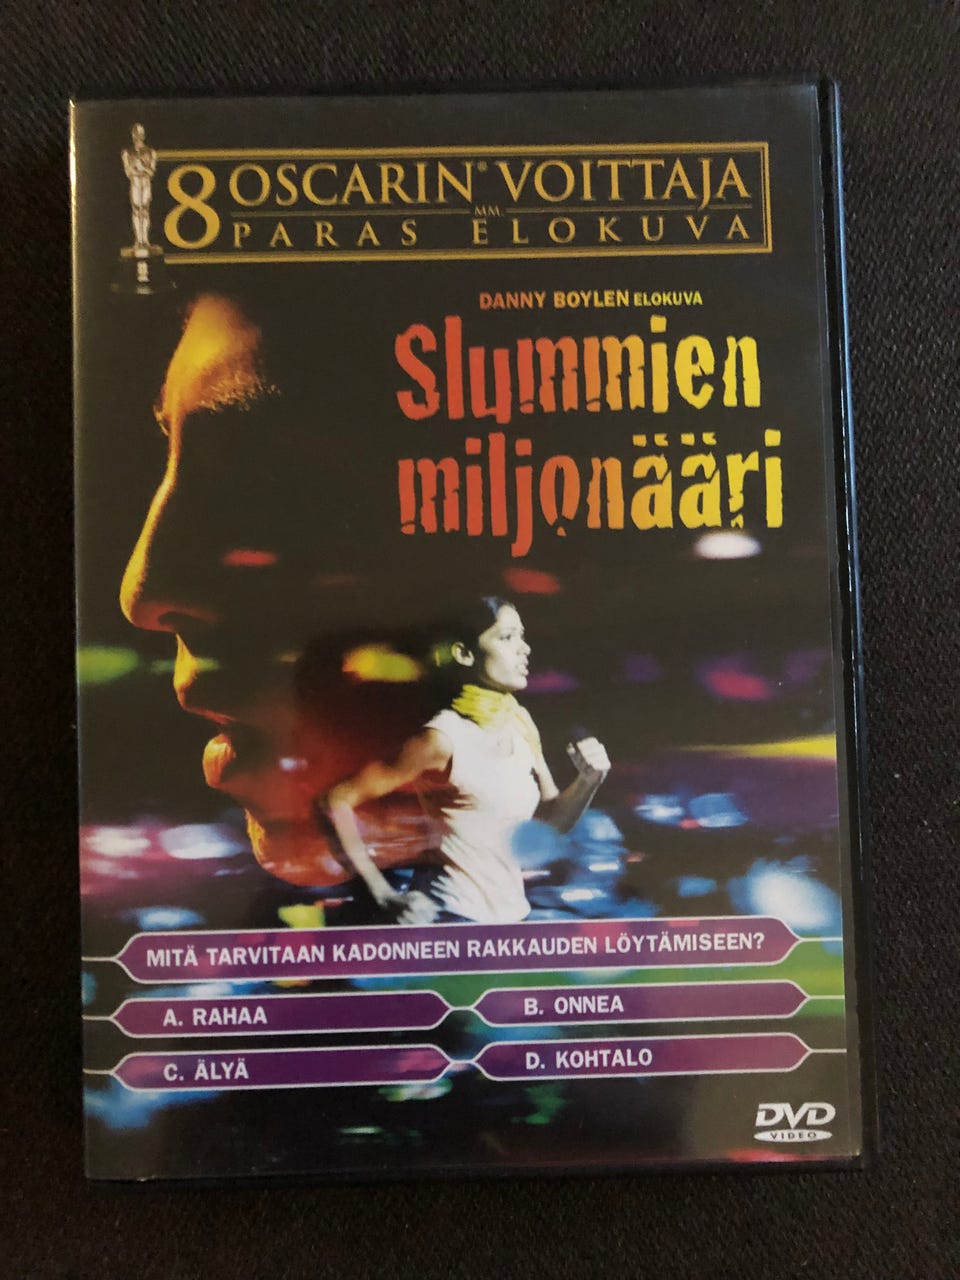 8 OSCARIN® VOITTAJA
MM.
PARAS ELOKUVA
DANNY BOYLEN ELOKUVA
Slummien
miljonääri
MITÄ TARVITAAN KADONNEEN RAKKAUDEN LÖYTÄMISEEN?
A. RAHAA
B. ONNEA
C. ÄLYÄ
D. KOHTALO
DVD
VIDEO